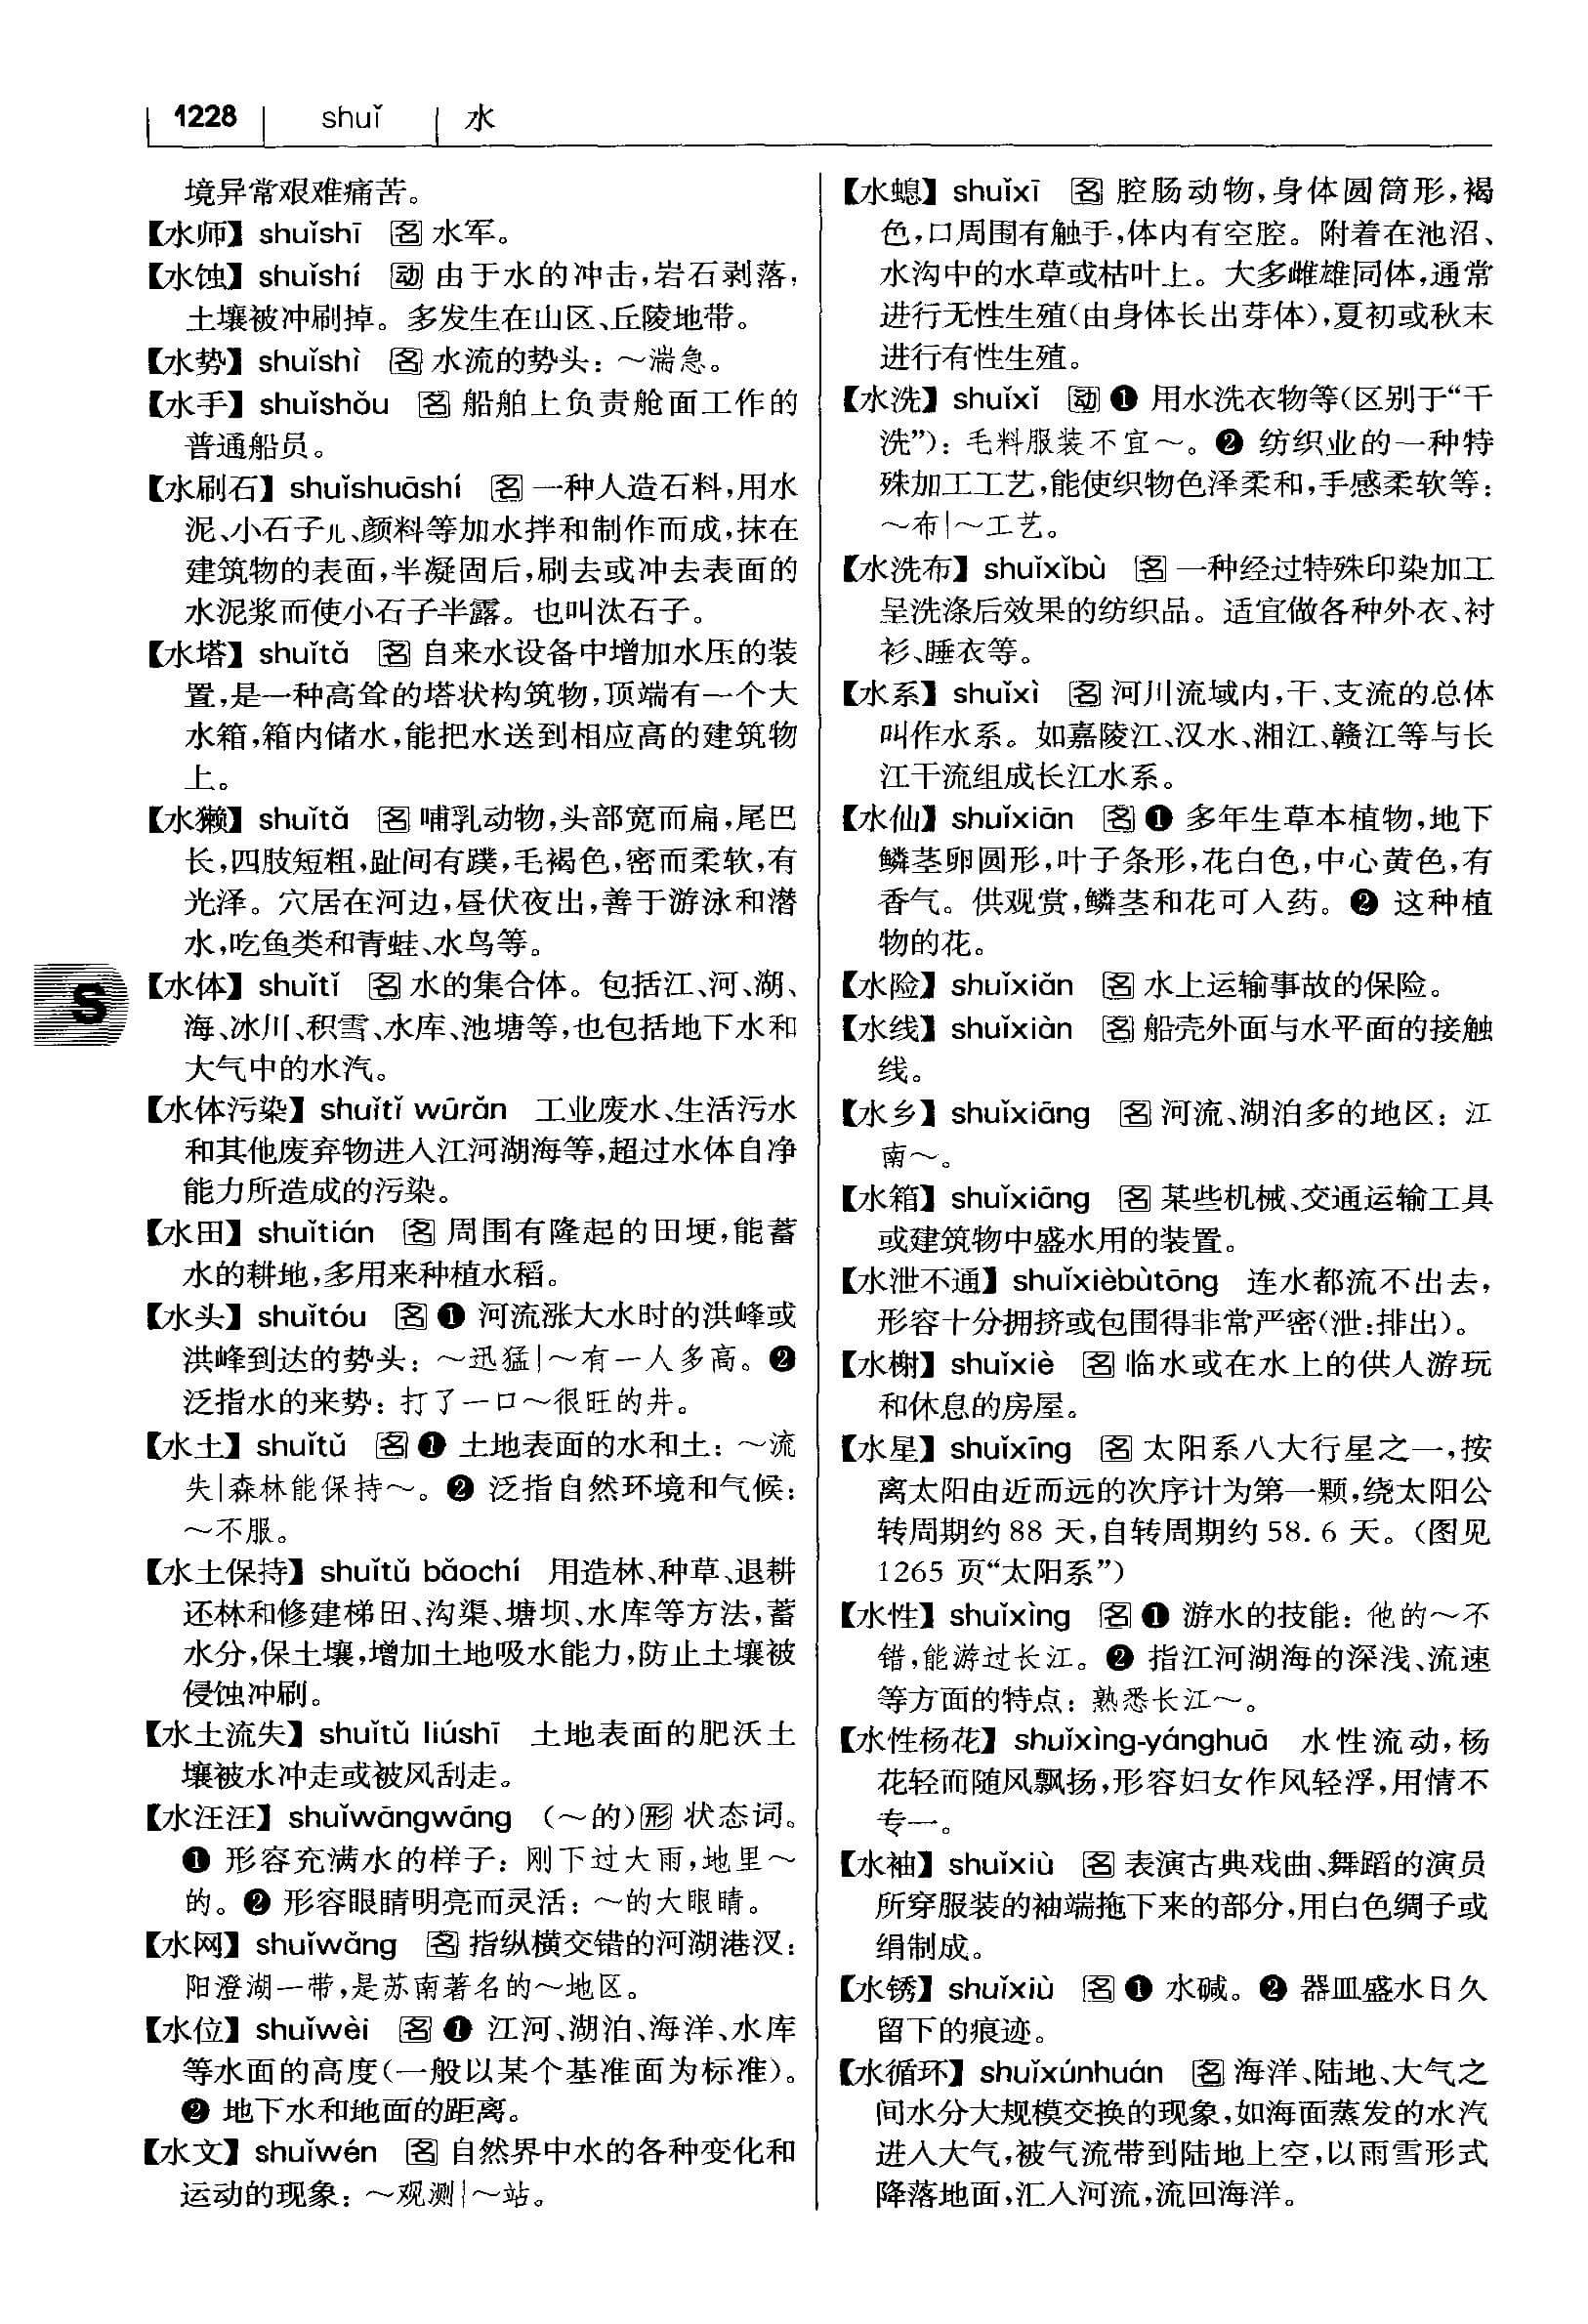 1228 shuǐ 水
境异常艰难痛苦。
【水师】 shuǐshī 名 水军。
【水蚀】 shuǐshí 动 由于水的冲击,岩石剥落,
土壤被冲刷掉。多发生在山区、丘陵地带。
【水势】 shuǐshì 名 水流的势头:～湍急。
【水手】 shuǐshǒu 名 船舶上负责舱面工作的
普通船员。
【水刷石】 shuǐshuāshí 名 一种人造石料,用水
泥、小石子儿、颜料等加水拌和制作而成,抹在
建筑物的表面,半凝固后,刷去或冲去表面的
水泥浆而使小石子半露。也叫汰石子。
【水塔】 shuǐtǎ 名 自来水设备中增加水压的装
置,是一种高耸的塔状构筑物,顶端有一个大
水箱,箱内储水,能把水送到相应高的建筑物
上。
【水獭】 shuǐtǎ 名 哺乳动物,头部宽而扁,尾巴
长,四肢短粗,趾间有蹼,毛褐色,密而柔软,有
光泽。穴居在河边,昼伏夜出,善于游泳和潜
水,吃鱼类和青蛙、水鸟等。
S
【水体】 shuǐtǐ 名 水的集合体。包括江、河、湖、
海、冰川、积雪、水库、池塘等,也包括地下水和
大气中的水汽。
【水体污染】 shuǐtǐ wūrǎn 工业废水、生活污水
和其他废弃物进入江河湖海等,超过水体自净
能力所造成的污染。
【水田】 shuǐtián 名 周围有隆起的田埂,能蓄
水的耕地,多用来种植水稻。
【水头】 shuǐtóu 名 ❶ 河流涨大水时的洪峰或
洪峰到达的势头:～迅猛|～有一人多高。❷
泛指水的来势:打了一口～很旺的井。
【水土】 shuǐtǔ 名 ❶ 土地表面的水和土:～流
失|森林能保持～。❷ 泛指自然环境和气候:
～不服。
【水土保持】 shuǐtǔ bǎochí 用造林、种草、退耕
还林和修建梯田、沟渠、塘坝、水库等方法,蓄
水分,保土壤,增加土地吸水能力,防止土壤被
侵蚀冲刷。
【水土流失】 shuǐtǔ liúshī 土地表面的肥沃土
壤被水冲走或被风刮走。
【水汪汪】 shuǐwāngwāng (～的)形 状态词。
❶ 形容充满水的样子:刚下过大雨,地里～
的。❷ 形容眼睛明亮而灵活:～的大眼睛。
【水网】 shuǐwǎng 名 指纵横交错的河湖港汊:
阳澄湖一带,是苏南著名的～地区。
【水位】 shuǐwèi 名 ❶ 江河、湖泊、海洋、水库
等水面的高度(一般以某个基准面为标准)。
❷ 地下水和地面的距离。
【水文】 shuǐwén 名 自然界中水的各种变化和
运动的现象:～观测|～站。
【水螅】 shuǐxī 名 腔肠动物,身体圆筒形,褐
色,口周围有触手,体内有空腔。附着在池沼、
水沟中的水草或枯叶上。大多雌雄同体,通常
进行无性生殖(由身体长出芽体),夏初或秋末
进行有性生殖。
【水洗】 shuǐxǐ 动 ❶ 用水洗衣物等(区别于“干
洗”):毛料服装不宜～。❷ 纺织业的一种特
殊加工工艺,能使织物色泽柔和,手感柔软等:
～布|～工艺。
【水洗布】 shuǐxǐbù 名 一种经过特殊印染加工
呈洗涤后效果的纺织品。适宜做各种外衣、衬
衫、睡衣等。
【水系】 shuǐxì 名 河川流域内,干、支流的总体
叫作水系。如嘉陵江、汉水、湘江、赣江等与长
江干流组成长江水系。
【水仙】 shuǐxiān 名 ❶ 多年生草本植物,地下
鳞茎卵圆形,叶子条形,花白色,中心黄色,有
香气。供观赏,鳞茎和花可入药。❷ 这种植
物的花。
【水险】 shuǐxiǎn 名 水上运输事故的保险。
【水线】 shuǐxiàn 名 船壳外面与水平面的接触
线。
【水乡】 shuǐxiāng 名 河流、湖泊多的地区:江
南～。
【水箱】 shuǐxiāng 名 某些机械、交通运输工具
或建筑物中盛水用的装置。
【水泄不通】 shuǐxièbùtōng 连水都流不出去,
形容十分拥挤或包围得非常严密(泄:排出)。
【水榭】 shuǐxiè 名 临水或在水上的供人游玩
和休息的房屋。
【水星】 shuǐxīng 名 太阳系八大行星之一,按
离太阳由近而远的次序计为第一颗,绕太阳公
转周期约 88 天,自转周期约 58.6 天。(图见
1265 页“太阳系”)
【水性】 shuǐxìng 名 ❶ 游水的技能:他的～不
错,能游过长江。❷ 指江河湖海的深浅、流速
等方面的特点:熟悉长江～。
【水性杨花】 shuǐxìng-yánghuā 水性流动,杨
花轻而随风飘扬,形容妇女作风轻浮,用情不
专一。
【水袖】 shuǐxiù 名 表演古典戏曲、舞蹈的演员
所穿服装的袖端拖下来的部分,用白色绸子或
绢制成。
【水锈】 shuǐxiù 名 ❶ 水碱。❷ 器皿盛水日久
留下的痕迹。
【水循环】 shuǐxúnhuán 名 海洋、陆地、大气之
间水分大规模交换的现象,如海面蒸发的水汽
进入大气,被气流带到陆地上空,以雨雪形式
降落地面,汇入河流,流回海洋。